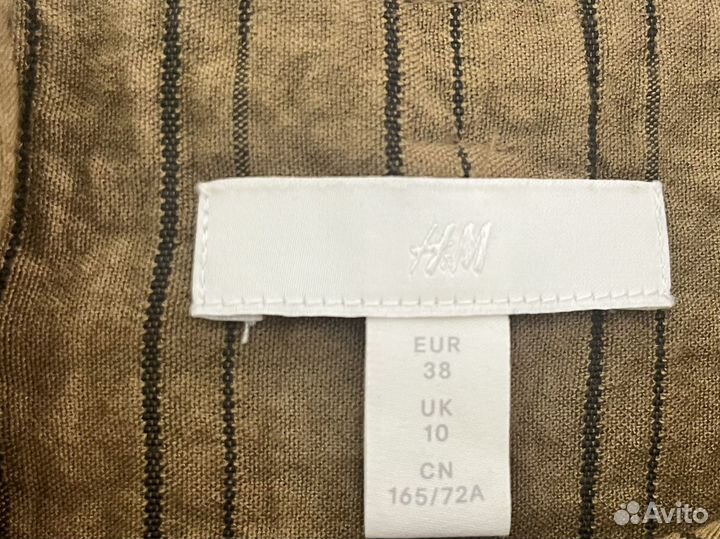 H&M
EUR
38
UK
10
CN
165/72A
Avito